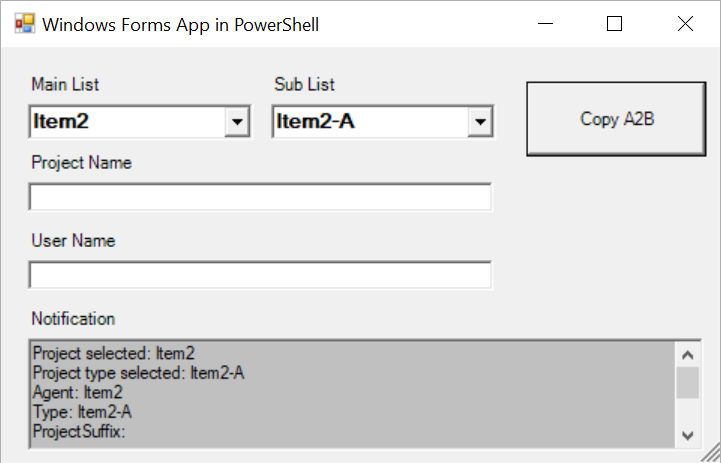 Windows Forms App in PowerShell
Main List
Sub List
Item2
Item2-A
Copy A2B
Project Name
User Name
Notification
Project selected: Item2
Project type selected: Item2-A
Agent: Item2
Type: Item2-A
ProjectSuffix: